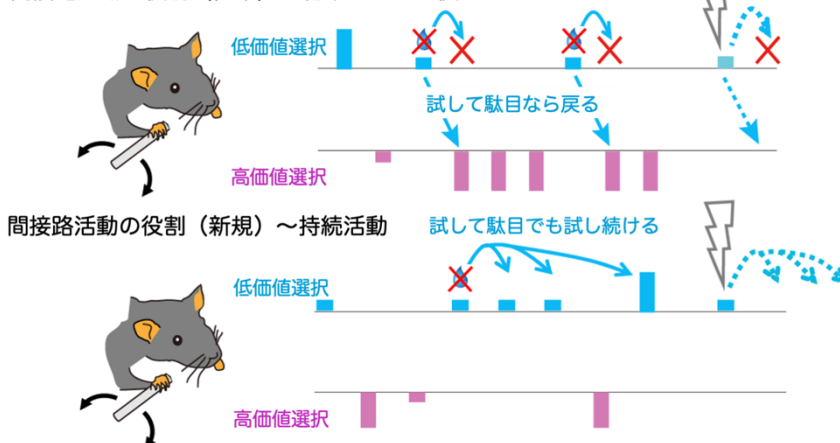 低価値選択
試して駄目なら戻る
高価値選択
間接路活動の役割（新規）～持続活動
試して駄目でも試し続ける
低価値選択
高価値選択